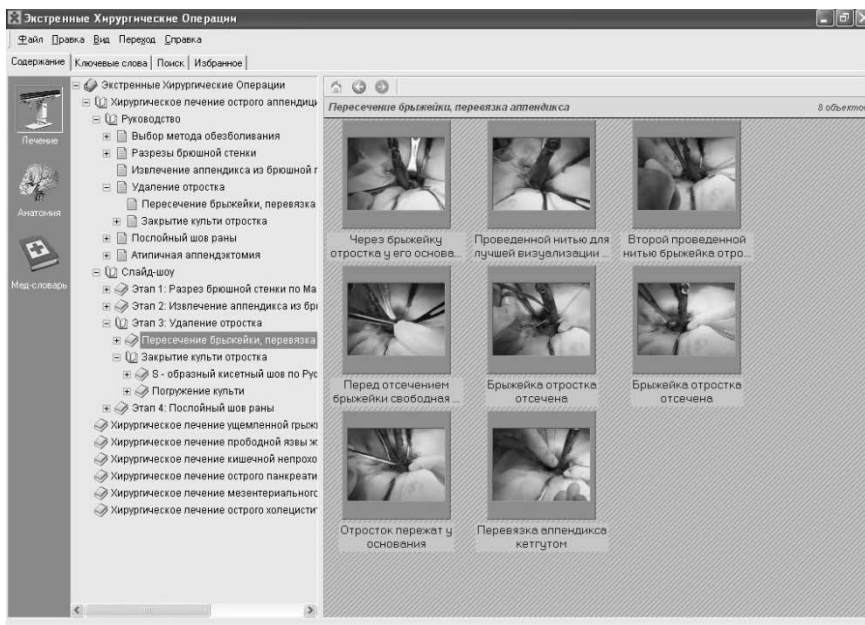 Экстренные Хирургические Операции
Файл Правка Вид Переход Справка
Содержание Ключевые слова Поиск Избранное
Лечение
Анатомия
Мед-словарь
Экстренные Хирургические Операции
Хирургическое лечение острого аппендици
Руководство
Выбор метода обезболивания
Разрезы брюшной стенки
Извлечение аппендикса из брюшной г
Удаление отростка
Пересечение брыжейки, перевязка
Закрытие культи отростка
Послойный шов раны
Атипичная аппендэктомия
Слайд-шоу
Этап 1: Разрез брюшной стенки по Ма
Этап 2: Извлечение аппендикса из брю
Этап 3: Удаление отростка
Пересечение брыжейки, перевязка
Закрытие культи отростка
S - образный кисетный шов по Рус
Погружение культи
Этап 4: Послойный шов раны
Хирургическое лечение ущемленной грыжи
Хирургическое лечение прободной язвы ж
Хирургическое лечение кишечной непрохо
Хирургическое лечение острого панкреати
Хирургическое лечение мезентериального
Хирургическое лечение острого холецисти
Пересечение брыжейки, перевязка аппендикса
8 объектов
Через брыжейку
отростка у его основа...
Проведенной нитью для
лучшей визуализации ...
Второй проведенной
нитью брыжейка отро...
Перед отсечением
брыжейки свободная ...
Брыжейка отростка
отсечена
Брыжейка отростка
отсечена
Отросток пережат у
основания
Перевязка аппендикса
кетгутом